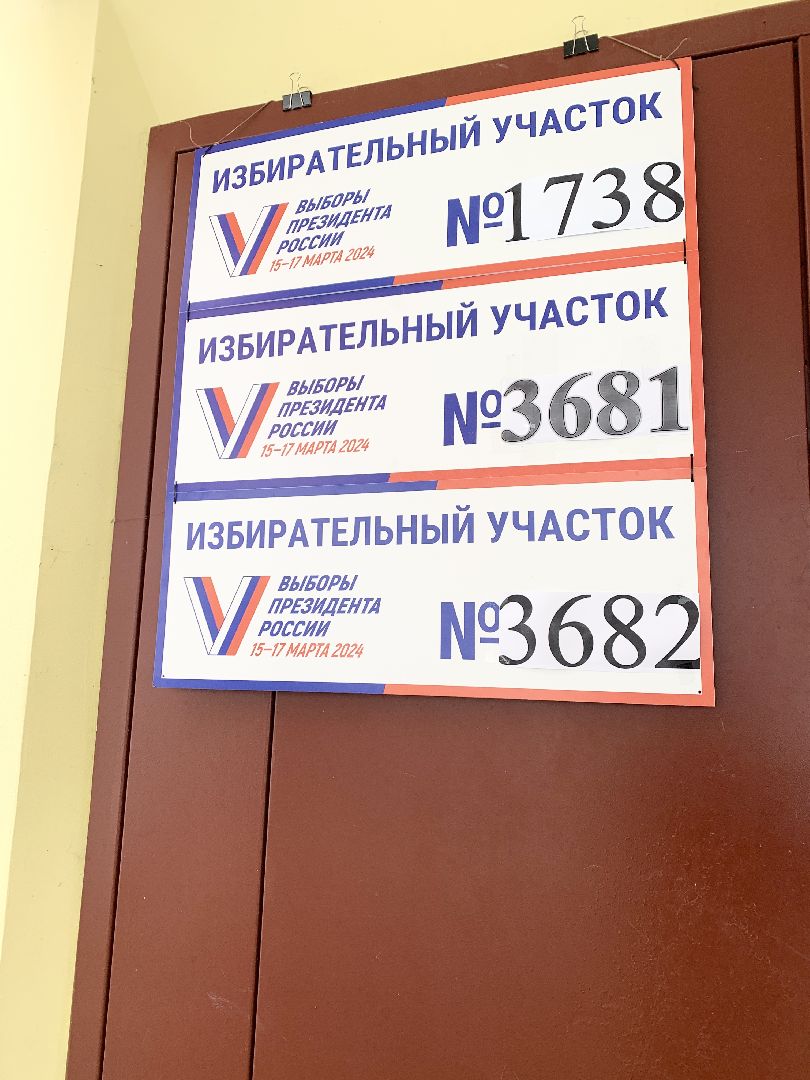 ИЗБИРАТЕЛЬНЫЙ УЧАСТОК
ВЫБОРЫ
ПРЕЗИДЕНТА
РОССИИ
15–17 МАРТА 2024
№1738
ИЗБИРАТЕЛЬНЫЙ УЧАСТОК
ВЫБОРЫ
ПРЕЗИДЕНТА
РОССИИ
15–17 МАРТА 2024
№3681
ИЗБИРАТЕЛЬНЫЙ УЧАСТОК
ВЫБОРЫ
ПРЕЗИДЕНТА
РОССИИ
15–17 МАРТА 2024
№3682